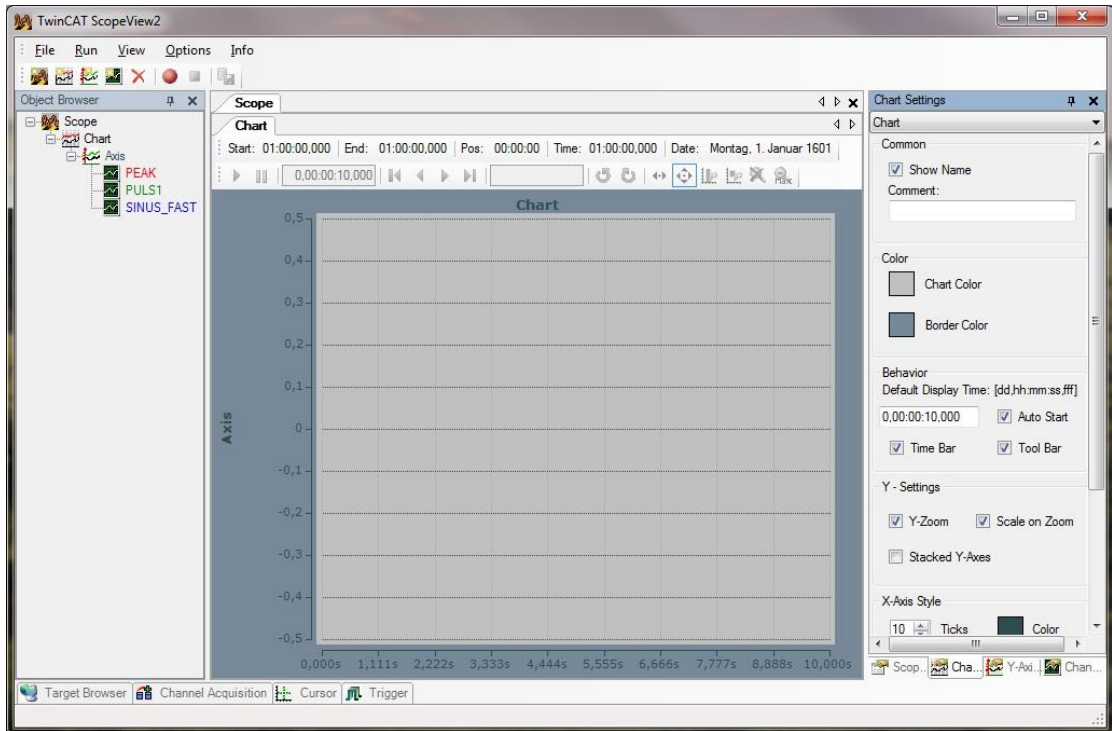 TwinCAT ScopeView2
File Run View Options Info
Object Browser
Scope
Chart
Axis
PEAK
PULS1
SINUS_FAST
Scope
Chart
Start: 01:00:00,000 End: 01:00:00,000 Pos: 00:00:00 Time: 01:00:00,000 Date: Montag, 1. Januar 1601
0,00:00:10,000
Chart
Axis
0,5
0,4
0,3
0,2
0,1
0
-0,1
-0,2
-0,3
-0,4
-0,5
0,000s 1,111s 2,222s 3,333s 4,444s 5,555s 6,666s 7,777s 8,888s 10,000s
Chart Settings
Chart
Common
Show Name
Comment:
Color
Chart Color
Border Color
Behavior
Default Display Time: [dd,hh:mm:ss,fff]
0,00:00:10,000 Auto Start
Time Bar Tool Bar
Y - Settings
Y-Zoom Scale on Zoom
Stacked Y-Axes
X-Axis Style
10 Ticks Color
Scop... Cha... Y-Axi... Chan...
Target Browser Channel Acquisition Cursor Trigger